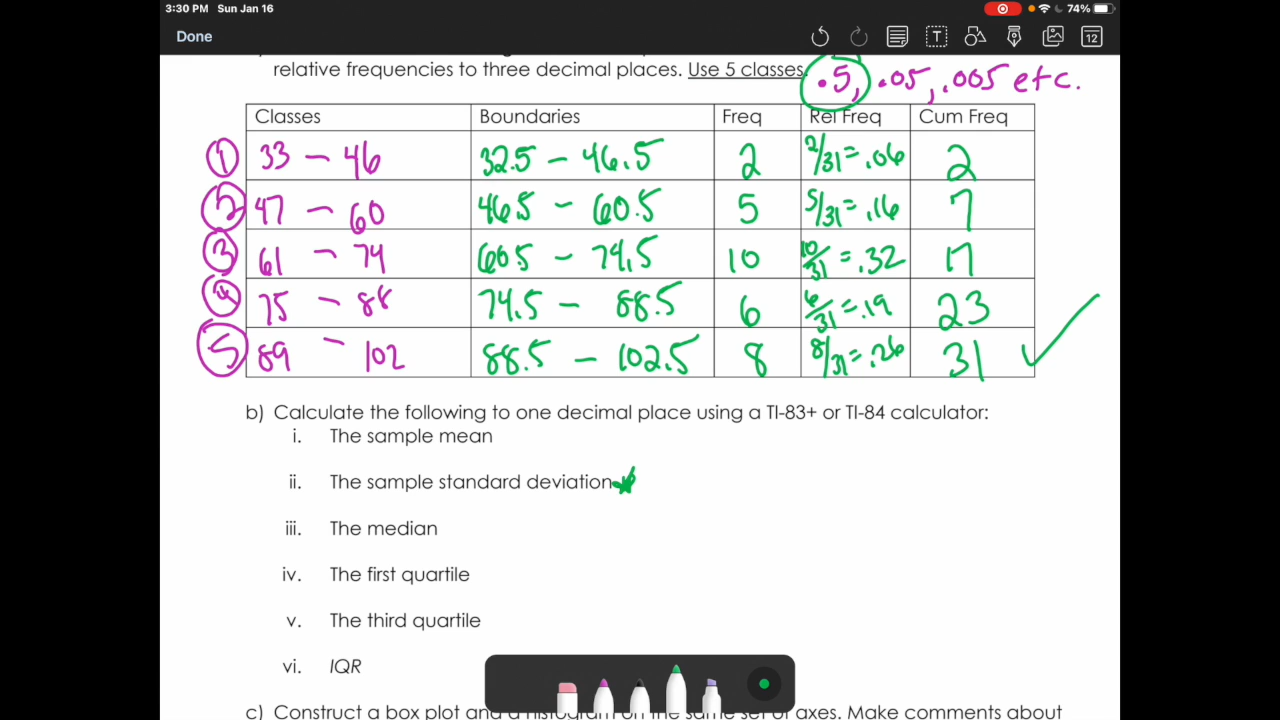 3:30 PM Sun Jan 16 74%
Done T 12
relative frequencies to three decimal places. Use 5 classes. .5, .05, .005 etc.
Classes Boundaries Freq Rel Freq Cum Freq
① 33 – 46 32.5 – 46.5 2 2/31 = .06 2
② 47 – 60 46.5 – 60.5 5 5/31 = .16 7
③ 61 – 74 60.5 – 74.5 10 10/31 = .32 17
④ 75 – 88 74.5 – 88.5 6 6/31 = .19 23
⑤ 89 – 102 88.5 – 102.5 8 8/31 = .26 31 ✓
b) Calculate the following to one decimal place using a TI-83+ or TI-84 calculator:
i. The sample mean
ii. The sample standard deviation
iii. The median
iv. The first quartile
v. The third quartile
vi. IQR
c) Construct a box plot and a histogram on the same set of axes. Make comments about